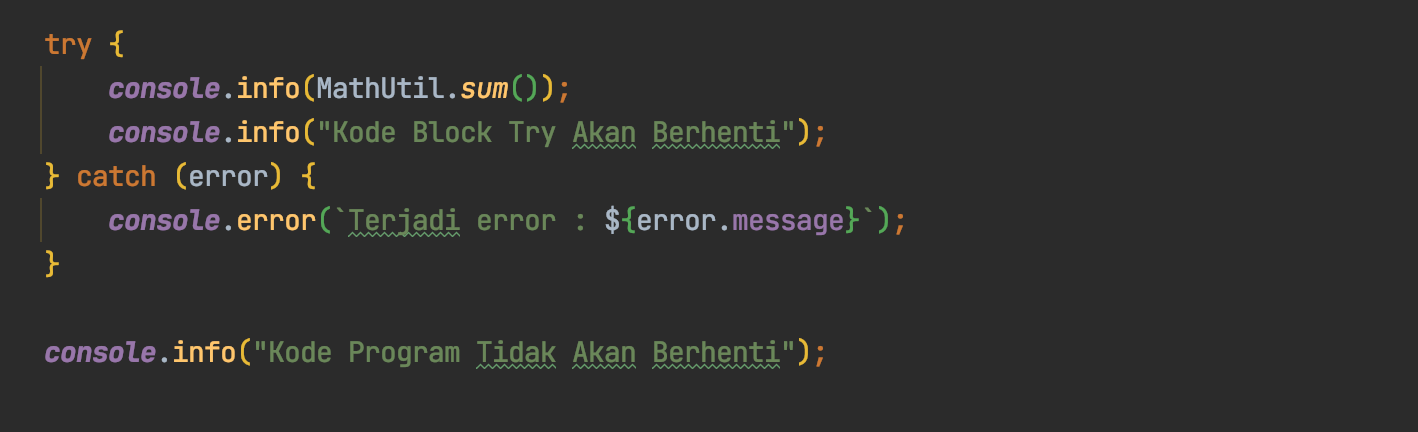 try {
    console.info(MathUtil.sum());
    console.info("Kode Block Try Akan Berhenti");
} catch (error) {
    console.error(`Terjadi error : ${error.message}`);
}
console.info("Kode Program Tidak Akan Berhenti");